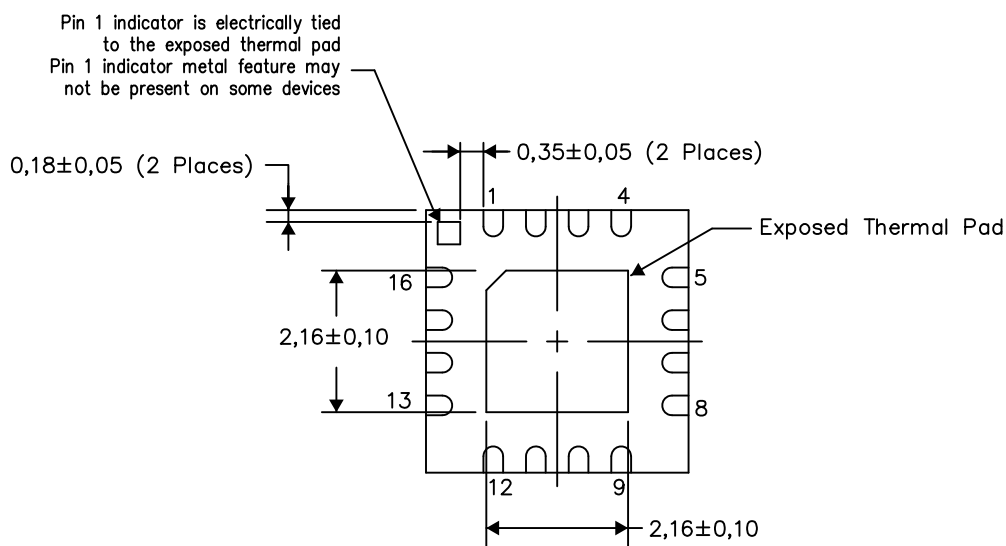 Pin 1 indicator is electrically tied
to the exposed thermal pad
Pin 1 indicator metal feature may
not be present on some devices
0,18±0,05 (2 Places)
0,35±0,05 (2 Places)
1
4
Exposed Thermal Pad
16
5
2,16±0,10
13
8
12
9
2,16±0,10